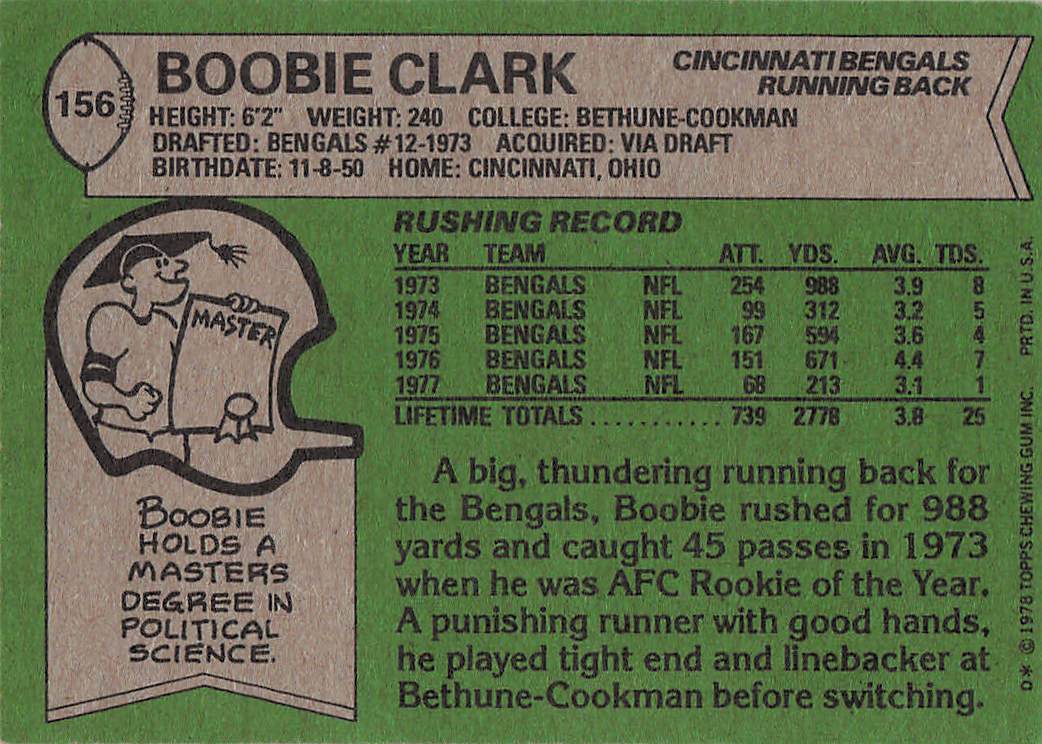 156
BOOBIE CLARK
CINCINNATI BENGALS
RUNNING BACK
HEIGHT: 6'2" WEIGHT: 240 COLLEGE: BETHUNE-COOKMAN
DRAFTED: BENGALS #12-1973 ACQUIRED: VIA DRAFT
BIRTHDATE: 11-8-50 HOME: CINCINNATI, OHIO
MASTER
BOOBIE
HOLDS A
MASTERS
DEGREE IN
POLITICAL
SCIENCE.
RUSHING RECORD
YEAR TEAM ATT. YDS. AVG. TDS.
1973 BENGALS NFL 254 988 3.9 8
1974 BENGALS NFL 99 312 3.2 5
1975 BENGALS NFL 167 594 3.6 4
1976 BENGALS NFL 151 671 4.4 7
1977 BENGALS NFL 68 213 3.1 1
LIFETIME TOTALS........... 739 2778 3.8 25
A big, thundering running back for
the Bengals, Boobie rushed for 988
yards and caught 45 passes in 1973
when he was AFC Rookie of the Year.
A punishing runner with good hands,
he played tight end and linebacker at
Bethune-Cookman before switching.
D* © 1978 TOPPS CHEWING GUM INC. PRTD. IN U.S.A.